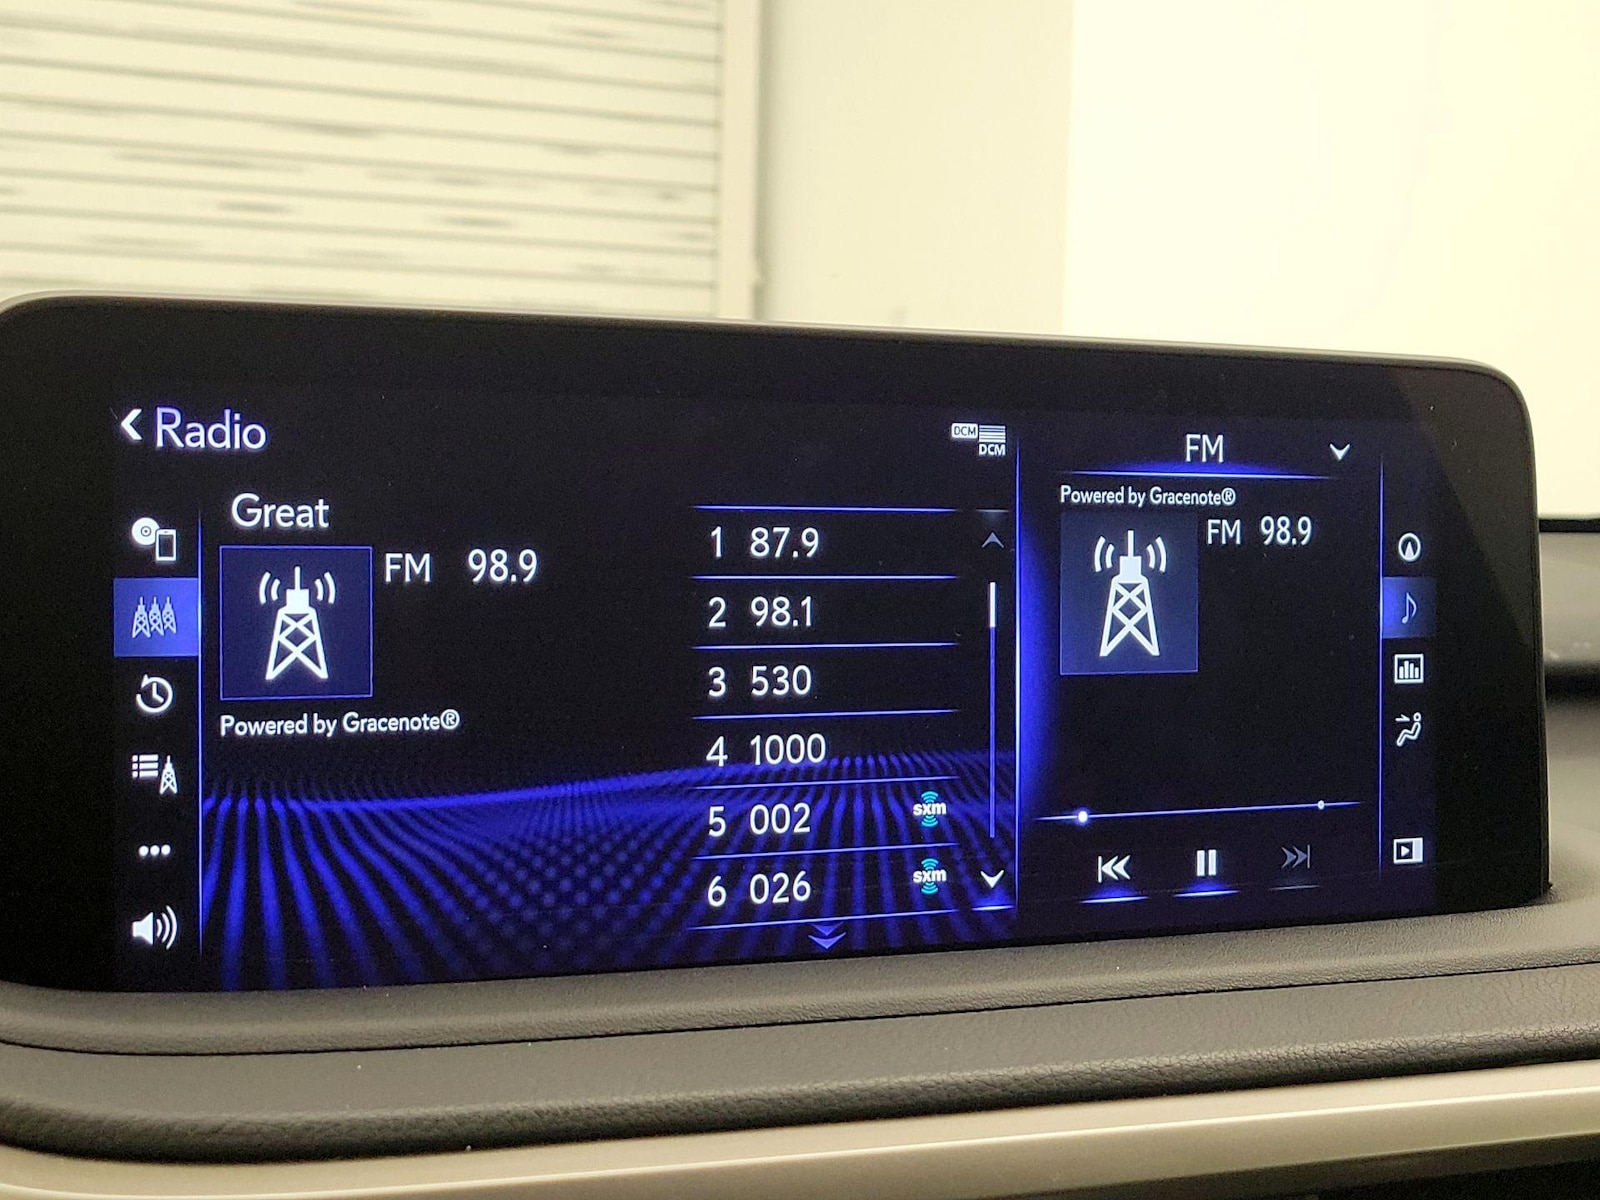 Radio
DCM
DCM
Great
FM 98.9
Powered by Gracenote®
1 87.9
2 98.1
3 530
4 1000
5 002 sxm
6 026 sxm
FM
Powered by Gracenote®
FM 98.9